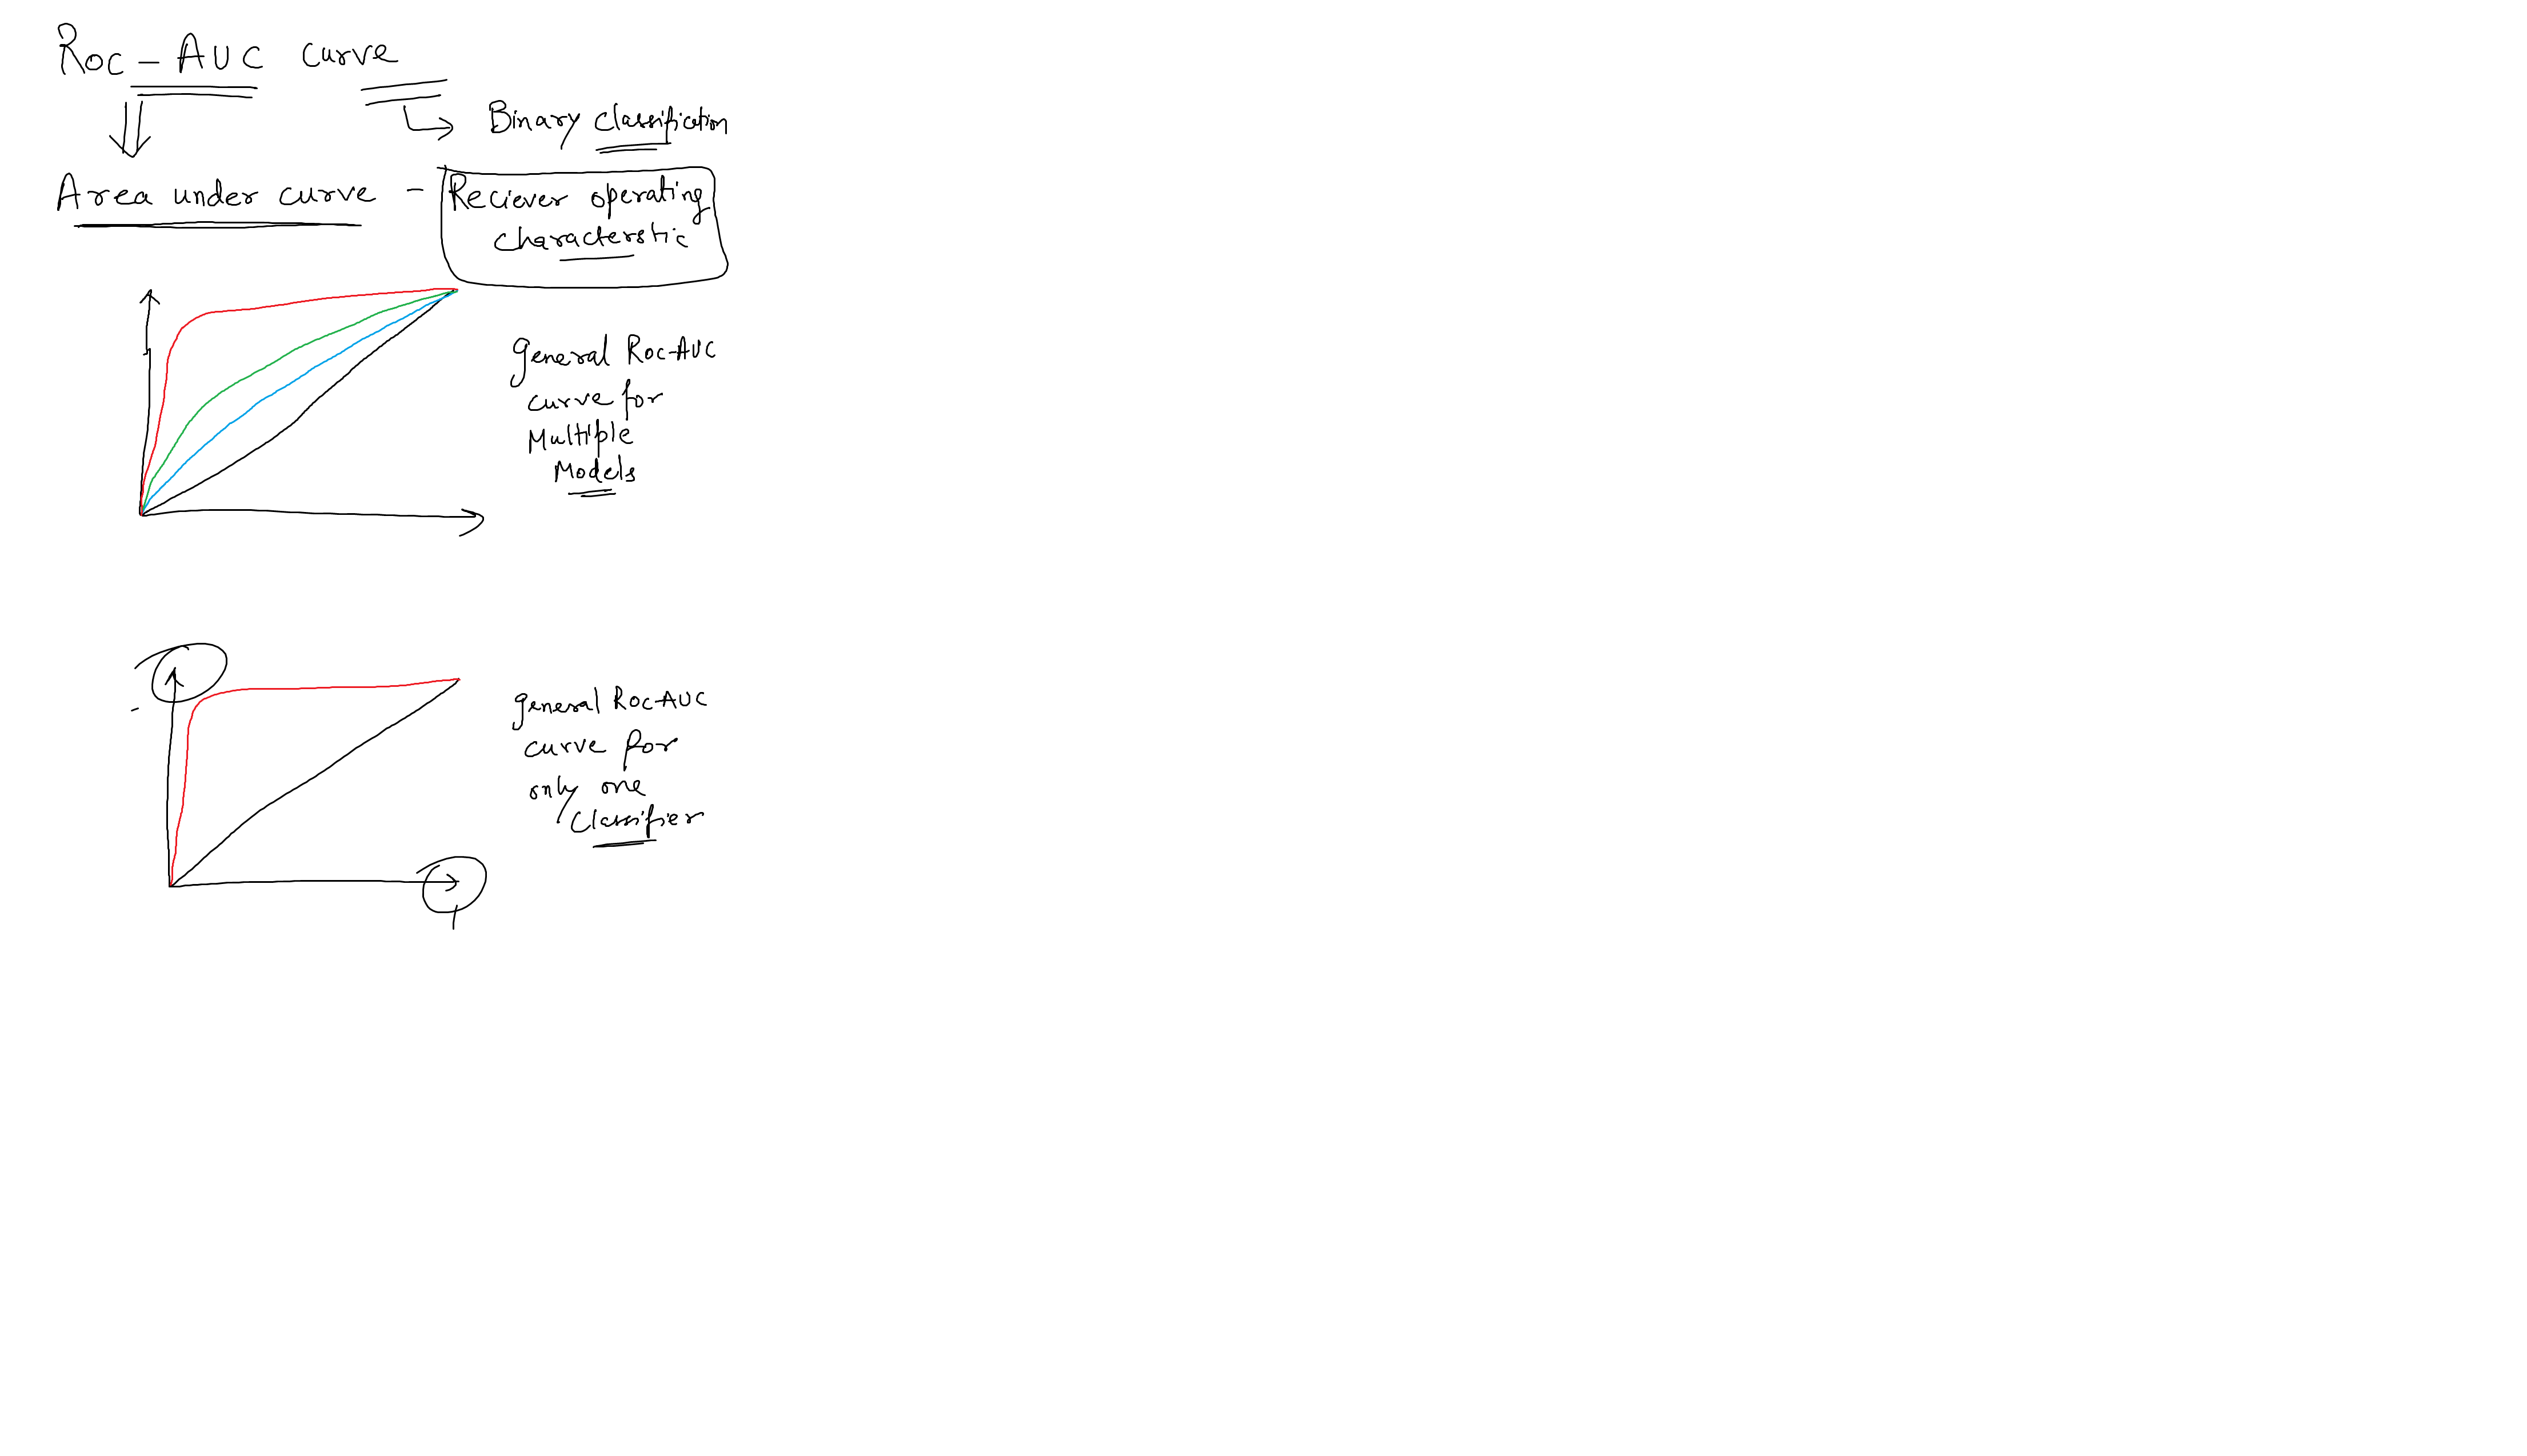 Roc - AUC curve
Binary classification
Area under curve - Reciever operating
characterstic
general Roc-AUC
curve for
Multiple
Models
general Roc-AUC
curve for
only one
classifier